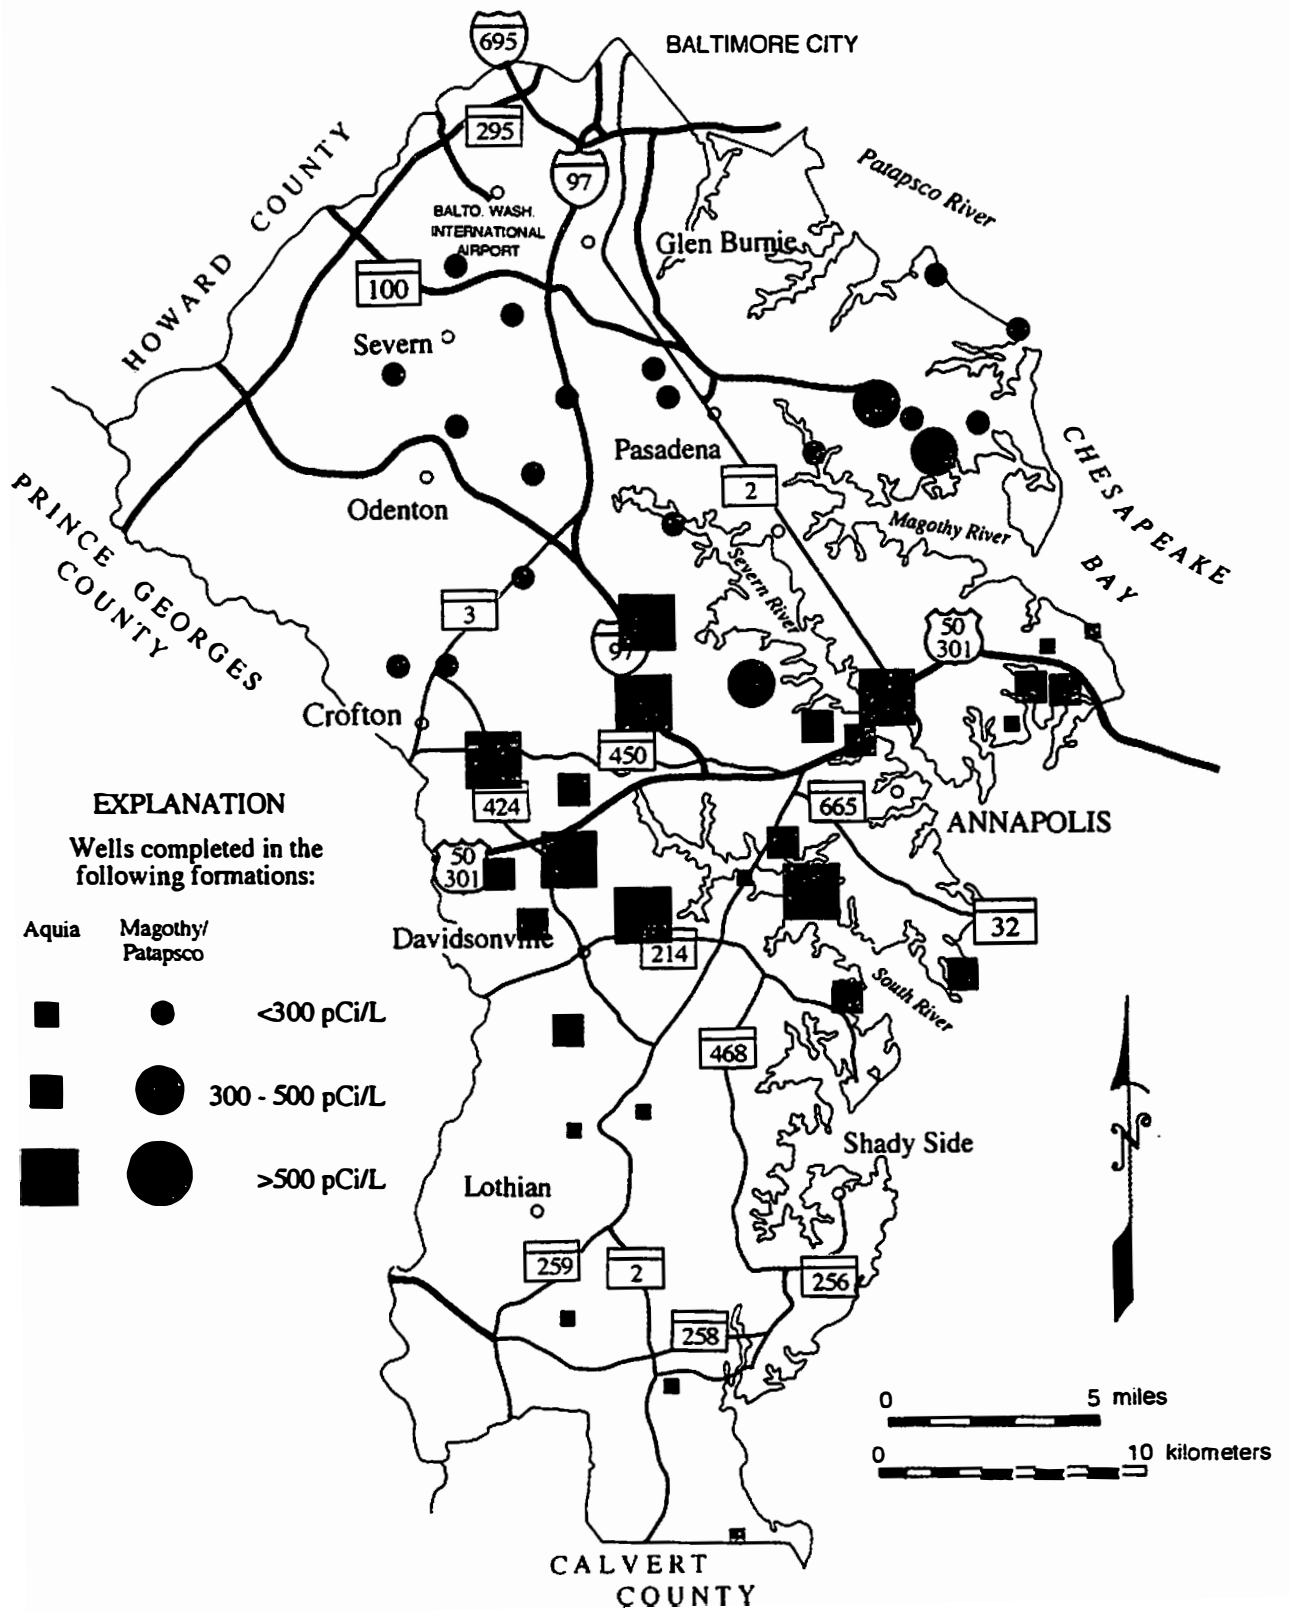 695
BALTIMORE CITY
295
97
HOWARD COUNTY
BALTO. WASH.
INTERNATIONAL
AIRPORT
Patapsco River
Glen Burnie
100
Severn
Pasadena
2
CHESAPEAKE
BAY
Odenton
Magothy River
PRINCE GEORGES
COUNTY
Severn River
3
50
301
97
Crofton
450
EXPLANATION
424
665
ANNAPOLIS
Wells completed in the
following formations:
50
301
32
Aquia
Magothy/
Patapsco
Davidsonville
214
South River
<300 pCi/L
468
300 - 500 pCi/L
N
Shady Side
>500 pCi/L
Lothian
259
2
256
258
0 5 miles
0 10 kilometers
CALVERT
COUNTY